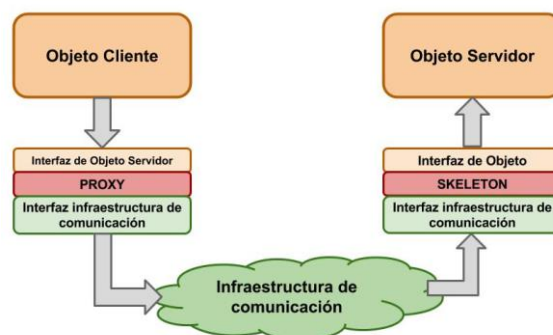 Objeto Cliente
Objeto Servidor
Interfaz de Objeto Servidor
PROXY
Interfaz infraestructura de
comunicación
Interfaz de Objeto
SKELETON
Interfaz infraestructura de
comunicación
Infraestructura de
comunicación